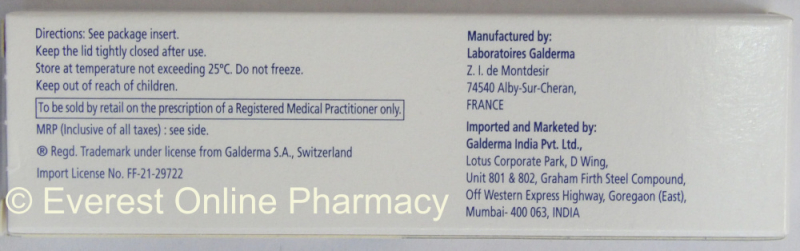 Directions: See package insert.
Keep the lid tightly closed after use.
Store at temperature not exceeding 25°C. Do not freeze.
Keep out of reach of children.
To be sold by retail on the prescription of a Registered Medical Practitioner only.
MRP (Inclusive of all taxes) : see side.
® Regd. Trademark under license from Galderma S.A., Switzerland
Import License No. FF-21-29722
Manufactured by:
Laboratoires Galderma
Z. I. de Montdesir
74540 Alby-Sur-Cheran,
FRANCE
Imported and Marketed by:
Galderma India Pvt. Ltd.,
Lotus Corporate Park, D Wing,
Unit 801 & 802, Graham Firth Steel Compound,
Off Western Express Highway, Goregaon (East),
Mumbai- 400 063, INDIA
© Everest Online Pharmacy